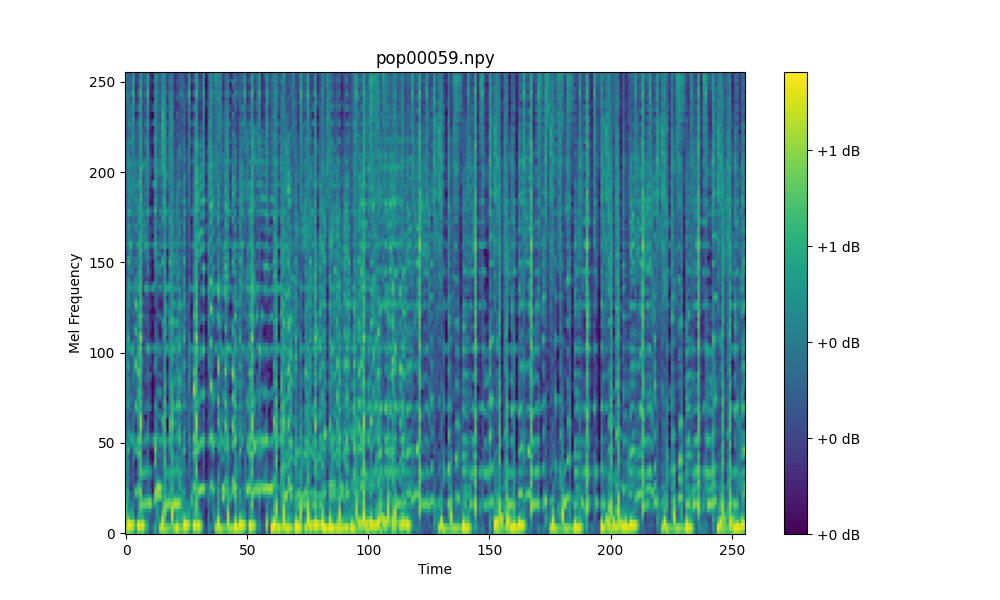 pop00059.npy
Mel Frequency
250
200
150
100
50
0
0 50 100 150 200 250
Time
+1 dB
+1 dB
+0 dB
+0 dB
+0 dB